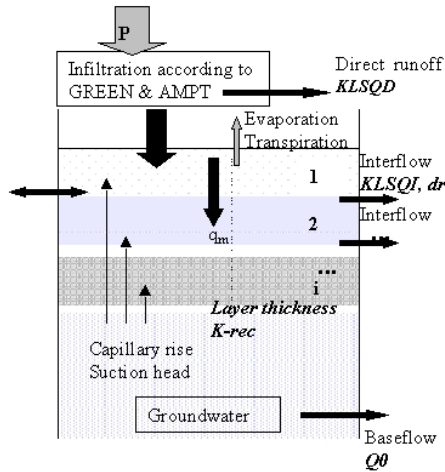 P
Infiltration according to
GREEN & AMPT
Direct runoff
KLSQD
Evaporation
Transpiration
1
Interflow
KLSQI, dr
2
Interflow
...
qₗₘ
...
i
Layer thickness
K-rec
Capillary rise
Suction head
Groundwater
Baseflow
Q0